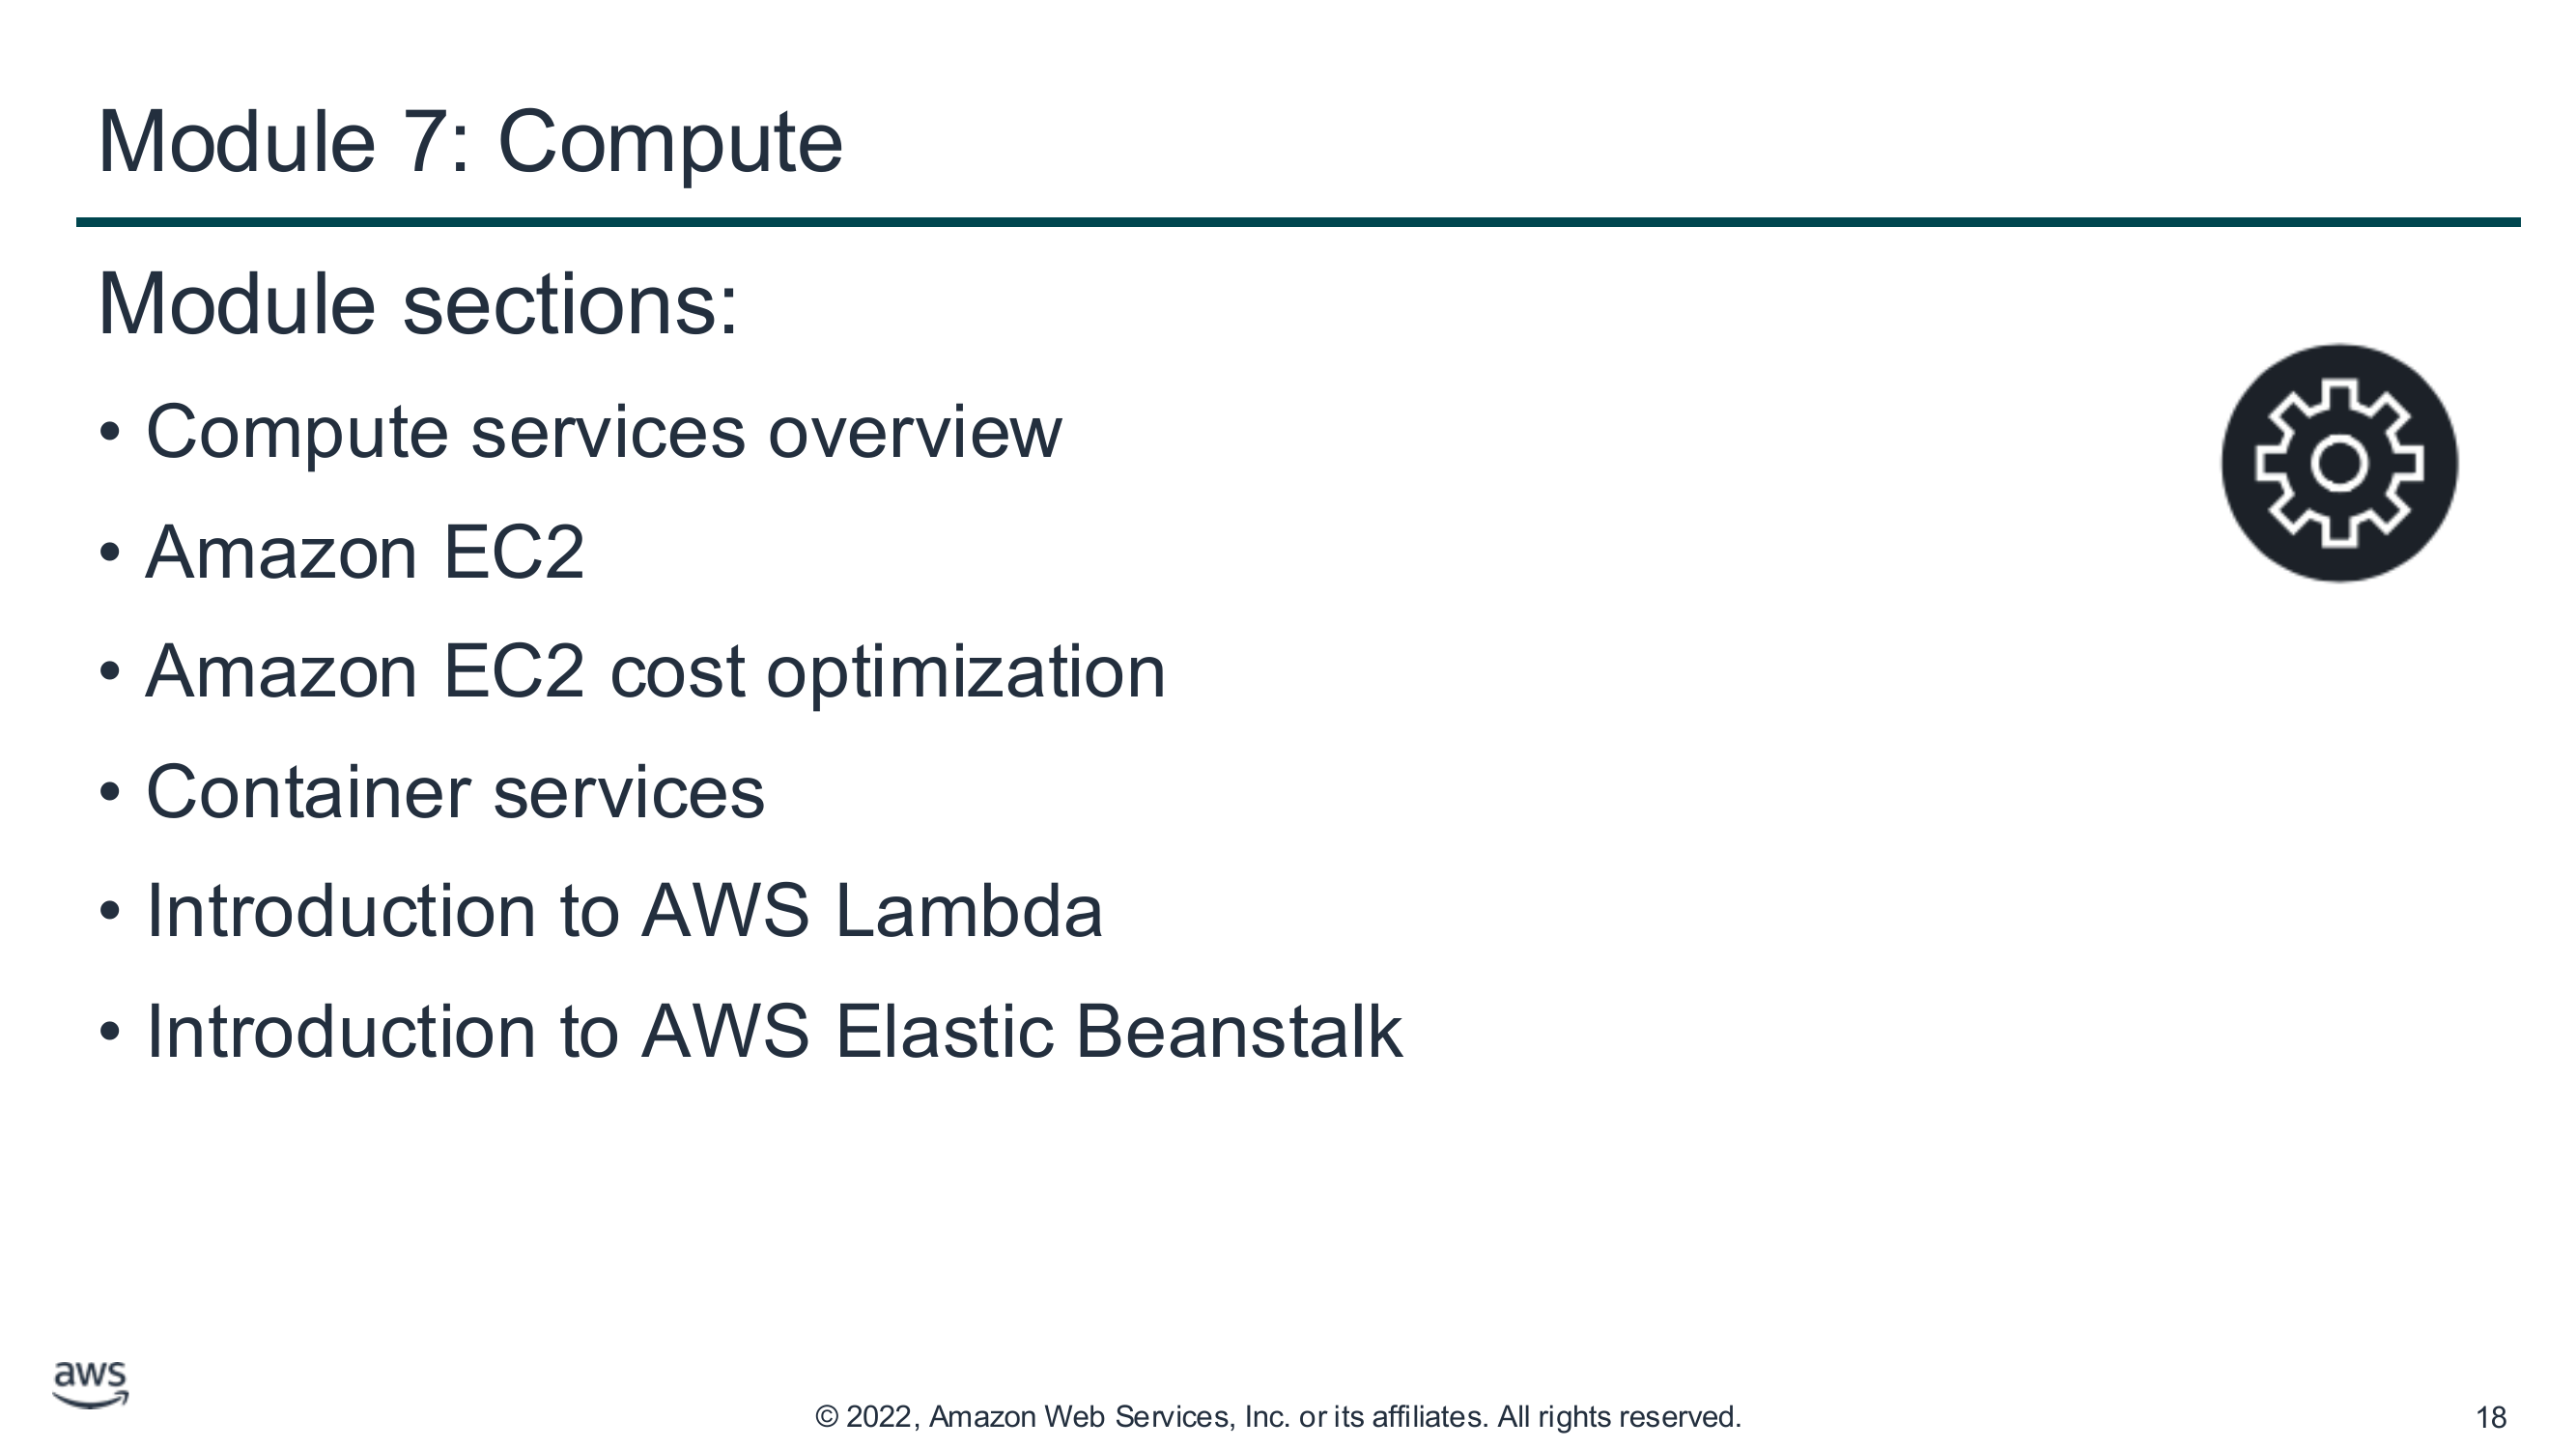 Module 7: Compute
Module sections:
• Compute services overview
• Amazon EC2
• Amazon EC2 cost optimization
• Container services
• Introduction to AWS Lambda
• Introduction to AWS Elastic Beanstalk
aws
© 2022, Amazon Web Services, Inc. or its affiliates. All rights reserved.
18